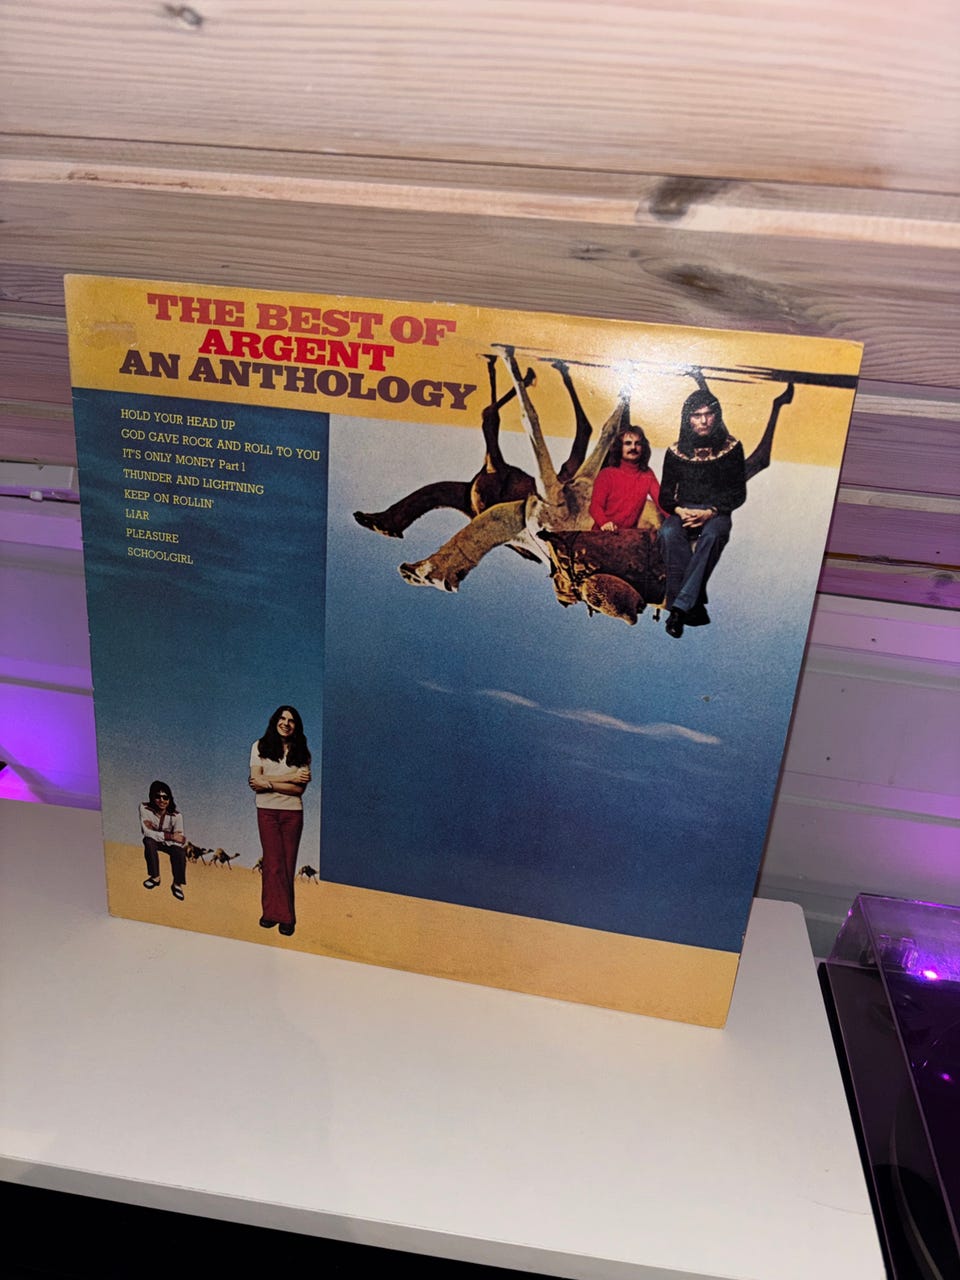 THE BEST OF
ARGENT
AN ANTHOLOGY
HOLD YOUR HEAD UP
GOD GAVE ROCK AND ROLL TO YOU
IT'S ONLY MONEY Part 1
THUNDER AND LIGHTNING
KEEP ON ROLLIN'
LIAR
PLEASURE
SCHOOLGIRL